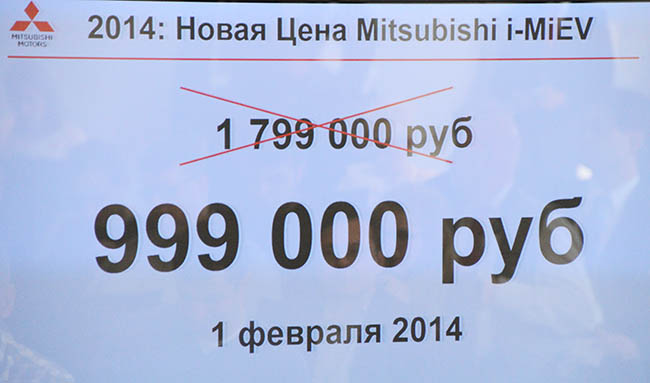 2014: Новая Цена Mitsubishi i-MiEV
MITSUBISHI
MOTORS
1 799 000 руб
999 000 руб
1 февраля 2014